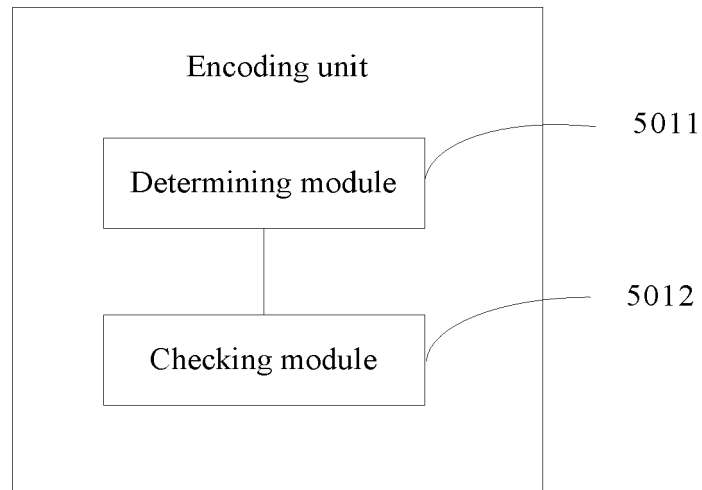 Encoding unit
5011
Determining module
5012
Checking module